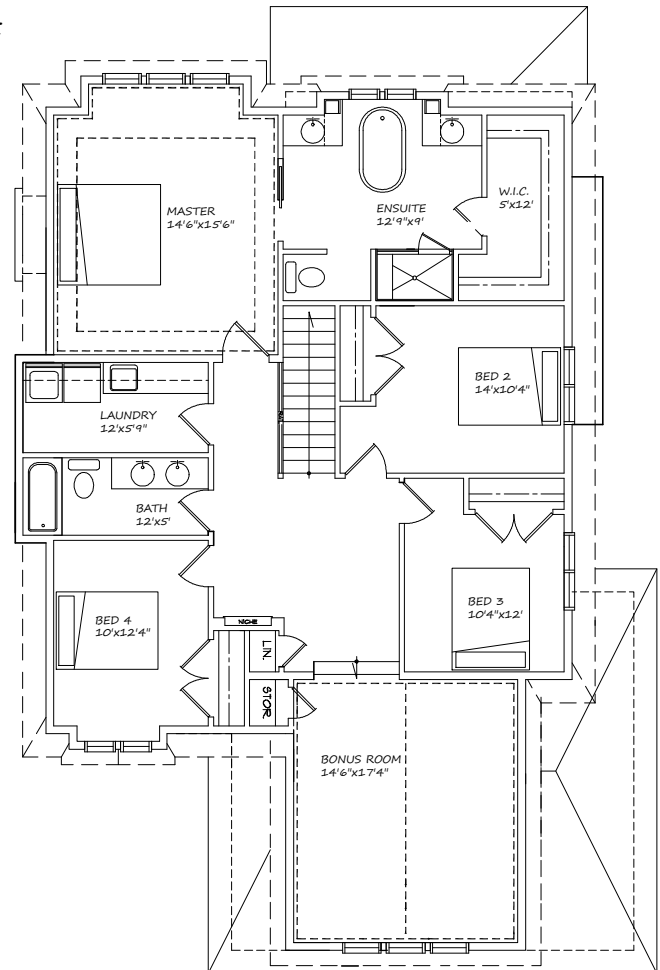 MASTER
14'6"x15'6"
ENSUITE
12'9"x9'
W.I.C.
5'x12'
BED 2
14'x10'4"
LAUNDRY
12'x5'9"
BATH
12'x5'
BED 4
10'x12'4"
BED 3
10'4"x12'
NICHE
LIN.
STOR.
BONUS ROOM
14'6"x17'4"